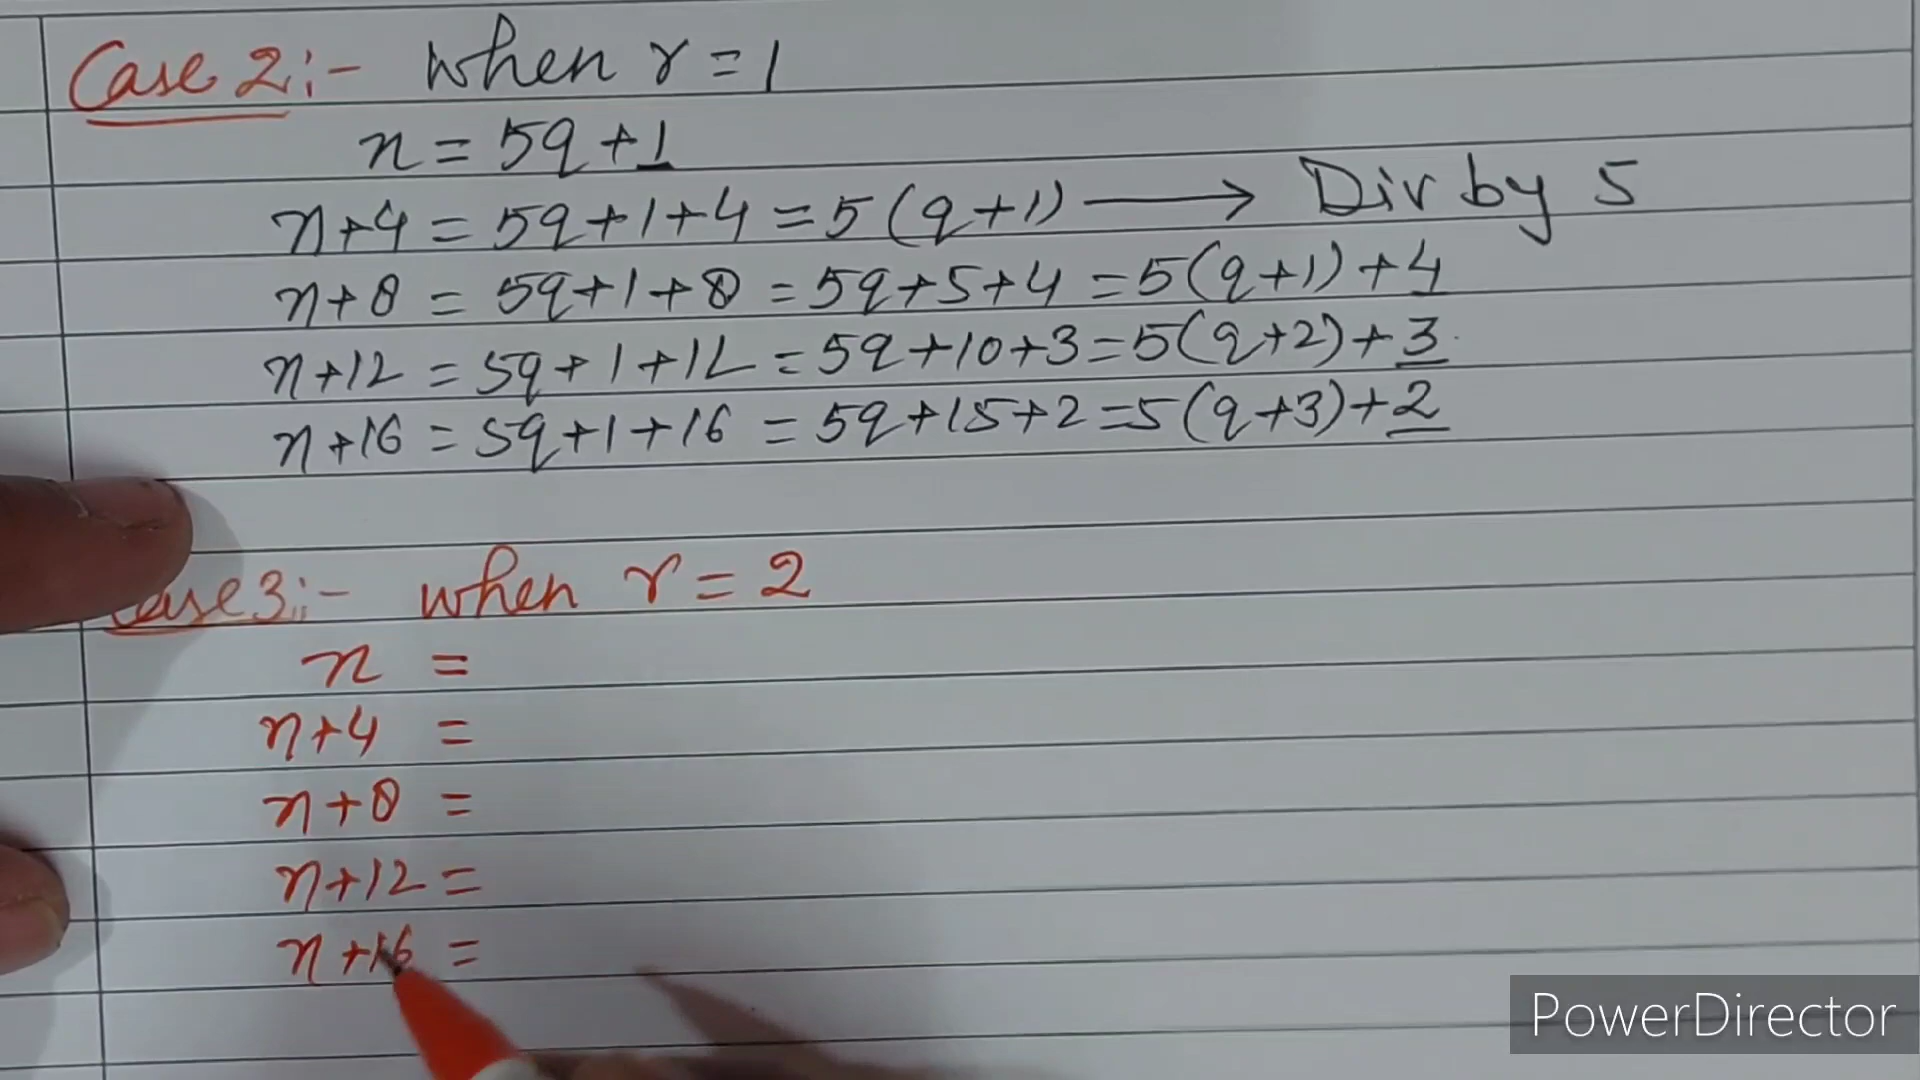 Case 2:- when r = 1
n = 5q + 1
n+4 = 5q+1+4 = 5(q+1) → Div by 5
n+8 = 5q+1+8 = 5q+5+4 = 5(q+1)+4
n+12 = 5q+1+12 = 5q+10+3 = 5(q+2)+3
n+16 = 5q+1+16 = 5q+15+2 = 5(q+3)+2
Case 3:- when r = 2
n =
n+4 =
n+8 =
n+12 =
n+16 =
PowerDirector